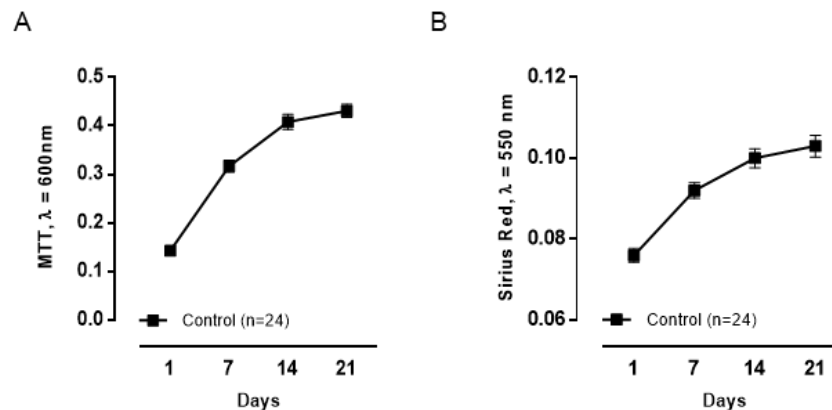 A
MTT, λ = 600nm
0.5
0.4
0.3
0.2
0.1
0.0
Control (n=24)
1 7 14 21
Days
B
Sirius Red, λ = 550 nm
0.12
0.10
0.08
0.06
Control (n=24)
1 7 14 21
Days